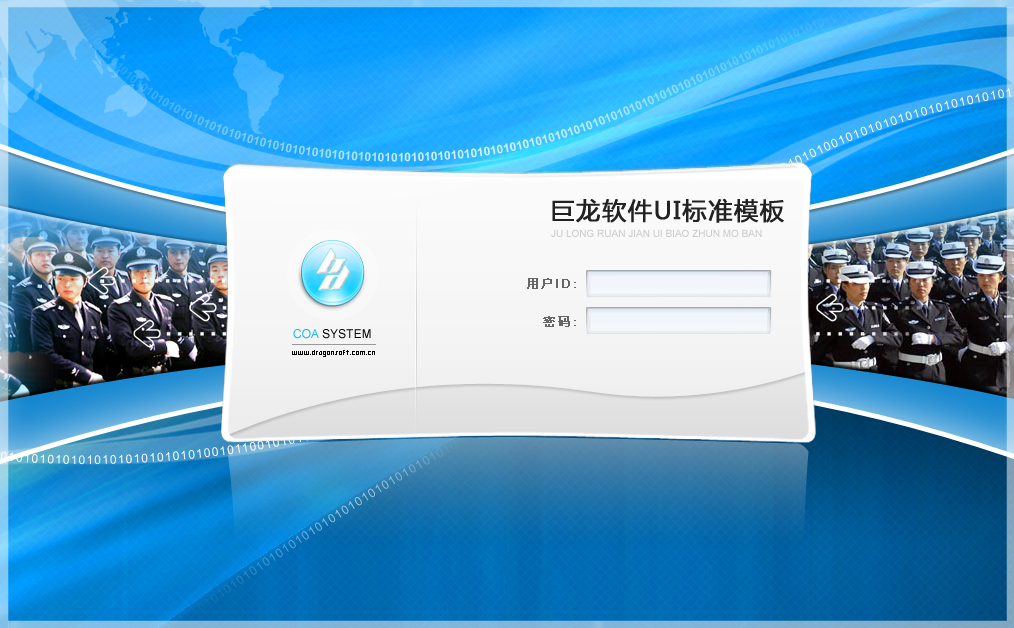 巨龙软件UI标准模板
JU LONG RUAN JIAN UI BIAO ZHUN MO BAN
用户ID:
密码:
COA SYSTEM
www.dragonsoft.com.cn